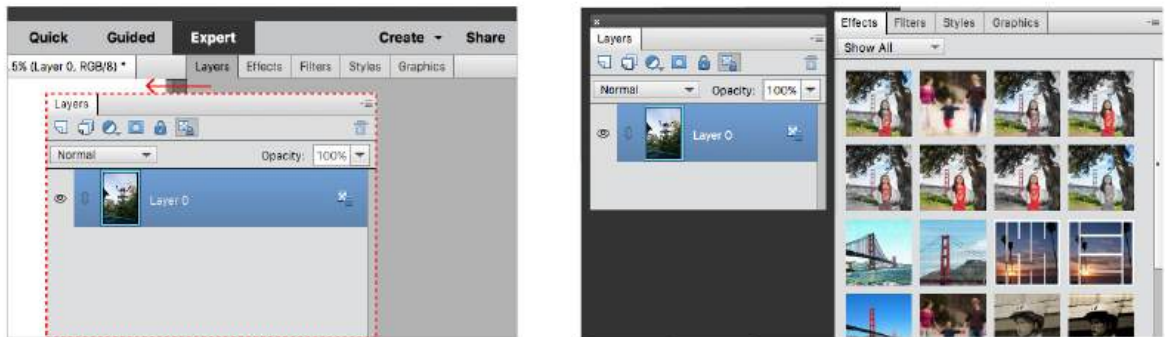 Quick Guided Expert Create Share
.5% (Layer 0, RGB/8) * Layers Effects Filters Styles Graphics
Layers
Normal Opacity: 100%
Layer 0
Layers
Normal Opacity: 100%
Layer 0
Effects Filters Styles Graphics
Show All